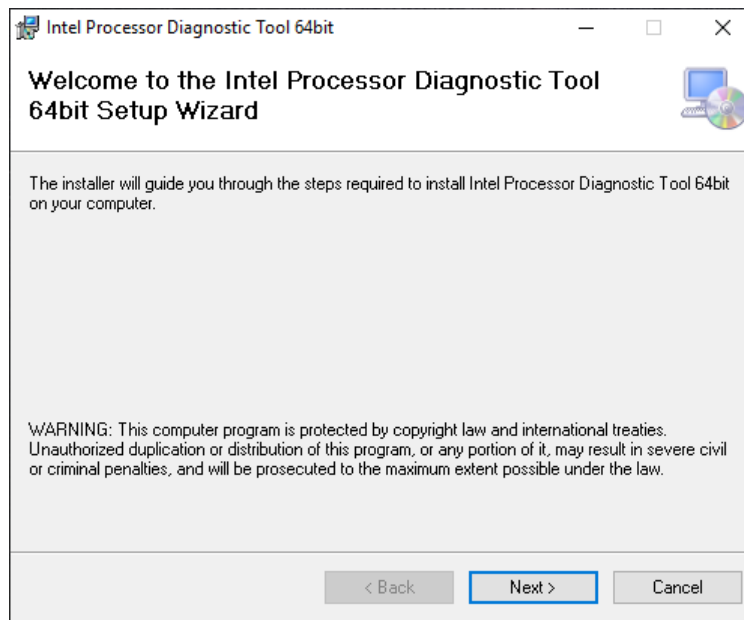 Intel Processor Diagnostic Tool 64bit
Welcome to the Intel Processor Diagnostic Tool
64bit Setup Wizard
The installer will guide you through the steps required to install Intel Processor Diagnostic Tool 64bit
on your computer.
WARNING: This computer program is protected by copyright law and international treaties.
Unauthorized duplication or distribution of this program, or any portion of it, may result in severe civil
or criminal penalties, and will be prosecuted to the maximum extent possible under the law.
< Back Next > Cancel